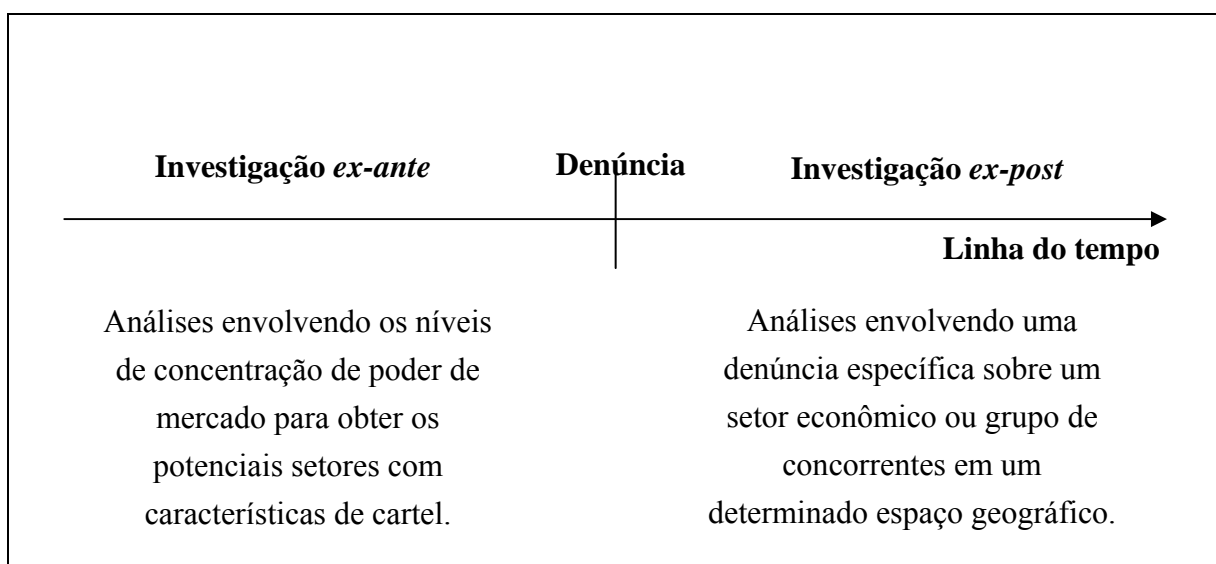 Investigação ex-ante
Denúncia
Investigação ex-post
Linha do tempo
Análises envolvendo os níveis
de concentração de poder de
mercado para obter os
potenciais setores com
características de cartel.
Análises envolvendo uma
denúncia específica sobre um
setor econômico ou grupo de
concorrentes em um
determinado espaço geográfico.